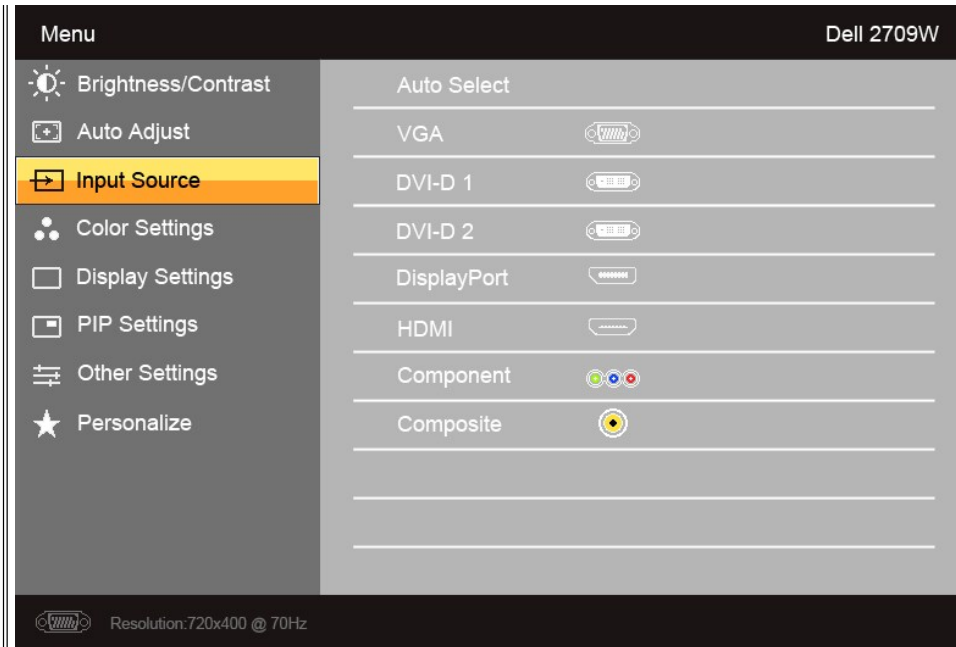 Menu
Dell 2709W
Brightness/Contrast
Auto Adjust
Input Source
Color Settings
Display Settings
PIP Settings
Other Settings
Personalize
Auto Select
VGA
DVI-D 1
DVI-D 2
DisplayPort
HDMI
Component
Composite
Resolution:720x400 @ 70Hz